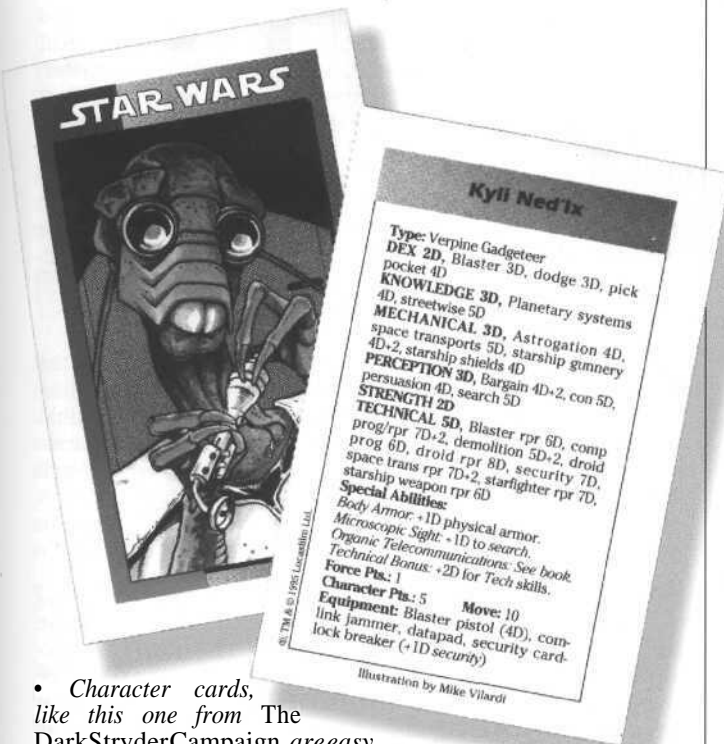 STAR WARS
Kyli Ned'Ix
Type: Verpine Gadgeteer
DEX 2D, Blaster 3D, dodge 3D, pick
pocket 4D
KNOWLEDGE 3D, Planetary systems
4D, streetwise 5D
MECHANICAL 3D, Astrogation 4D,
space transports 5D, starship gunnery
4D+2, starship shields 4D
PERCEPTION 3D, Bargain 4D+2, con 5D,
persuasion 4D, search 5D
STRENGTH 2D
TECHNICAL 5D, Blaster rpr 6D, comp
prog/rpr 7D+2, demolition 5D+2, droid
prog 6D, droid rpr 8D, security 7D,
space trans rpr 7D+2, starfighter rpr 7D,
starship weapon rpr 6D
Special Abilities:
Body Armor: +1D physical armor.
Microscopic Sight: +1D to search.
Organic Telecommunications: See book.
Technical Bonus: +2D for Tech skills.
Force Pts.: 1
Character Pts.: 5 Move: 10
Equipment: Blaster pistol (4D), com-
link jammer, datapad, security card-
lock breaker (+1D security)
®, TM & © 1995 Lucasfilm Ltd.
Illustration by Mike Vilardi
• Character cards,
like this one from The
DarkStryderCampaign areeasy